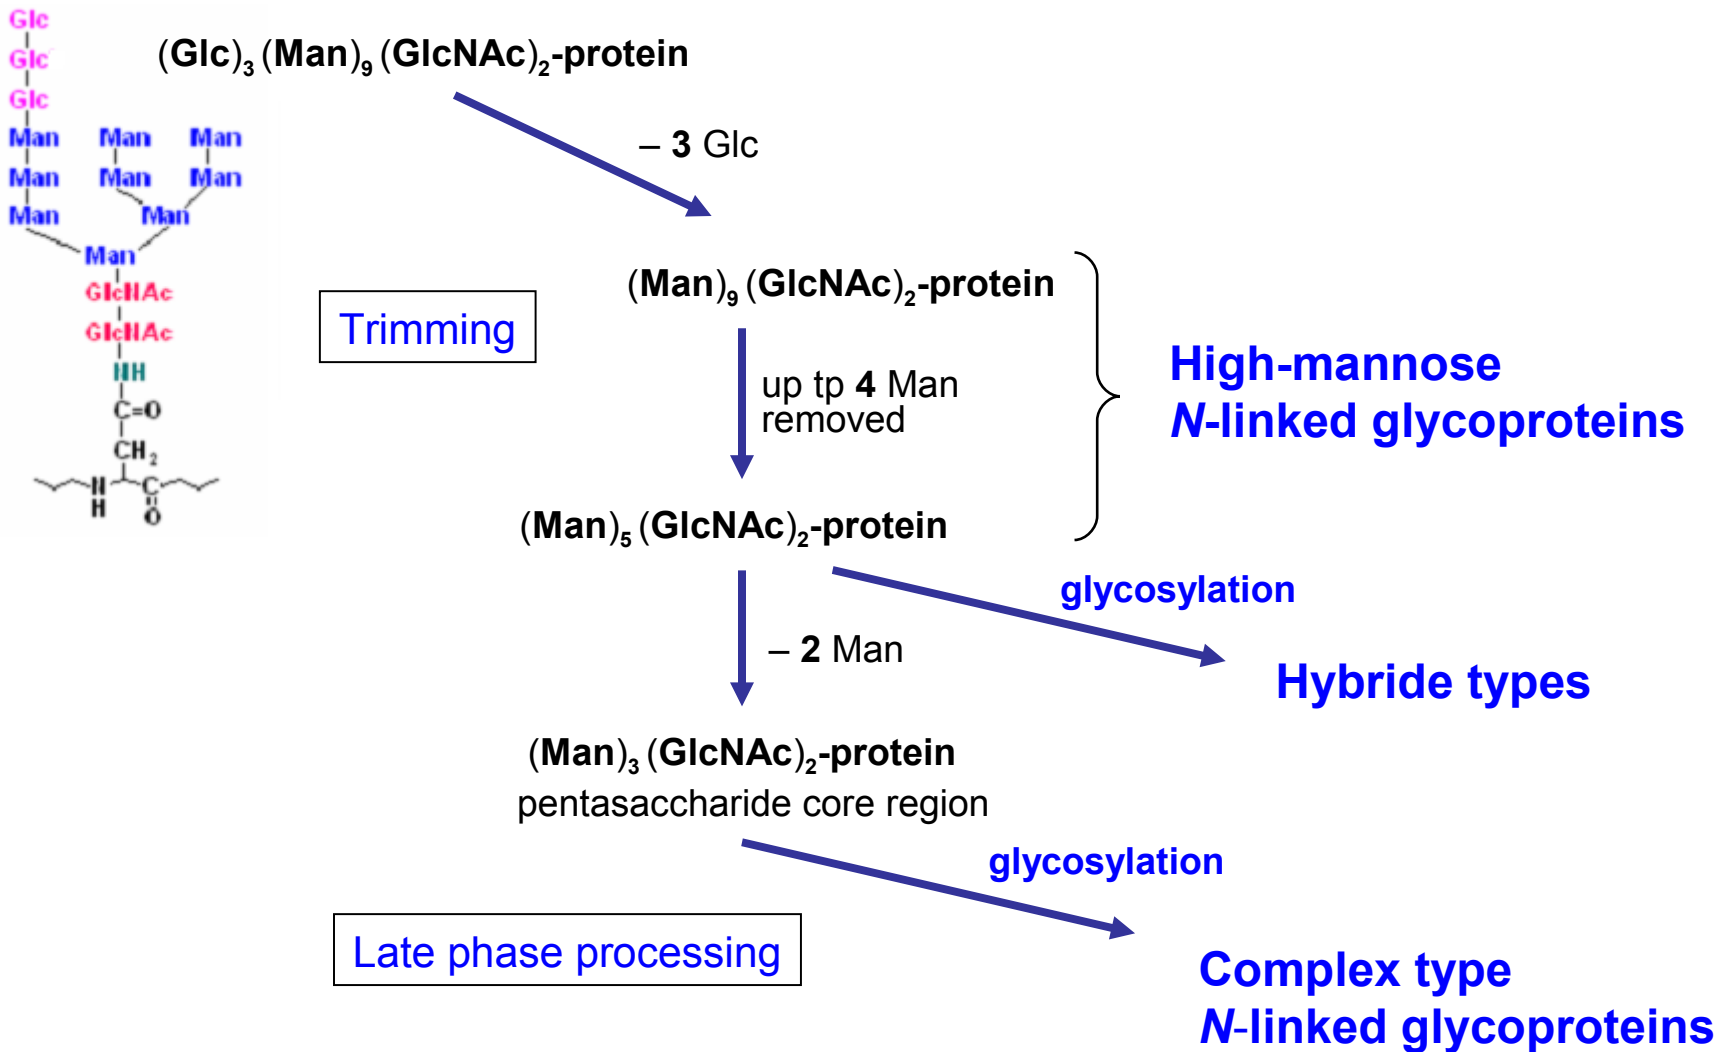 Glc
Glc
Glc
Man Man Man
Man Man Man
Man Man
Man
GlcNAc
GlcNAc
NH
C=O
CH₂
N C
H O
(Glc)₃ (Man)₉ (GlcNAc)₂-protein
– 3 Glc
(Man)₉ (GlcNAc)₂-protein
Trimming
up tp 4 Man
removed
High-mannose
N-linked glycoproteins
(Man)₅ (GlcNAc)₂-protein
glycosylation
– 2 Man
Hybride types
(Man)₃ (GlcNAc)₂-protein
pentasaccharide core region
glycosylation
Late phase processing
Complex type
N-linked glycoproteins